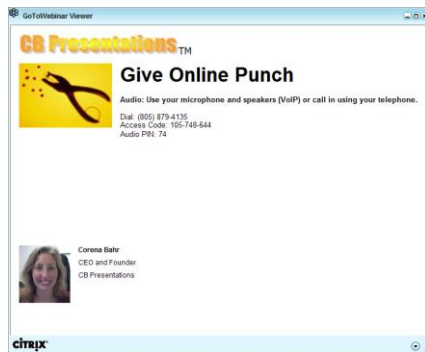 GoToWebinar Viewer
CB Presentations TM
Give Online Punch
Audio: Use your microphone and speakers (VoIP) or call in using your telephone.
Dial: (805) 879-4135
Access Code: 105-748-644
Audio PIN: 74
Corena Bahr
CEO and Founder
CB Presentations
CITRIX